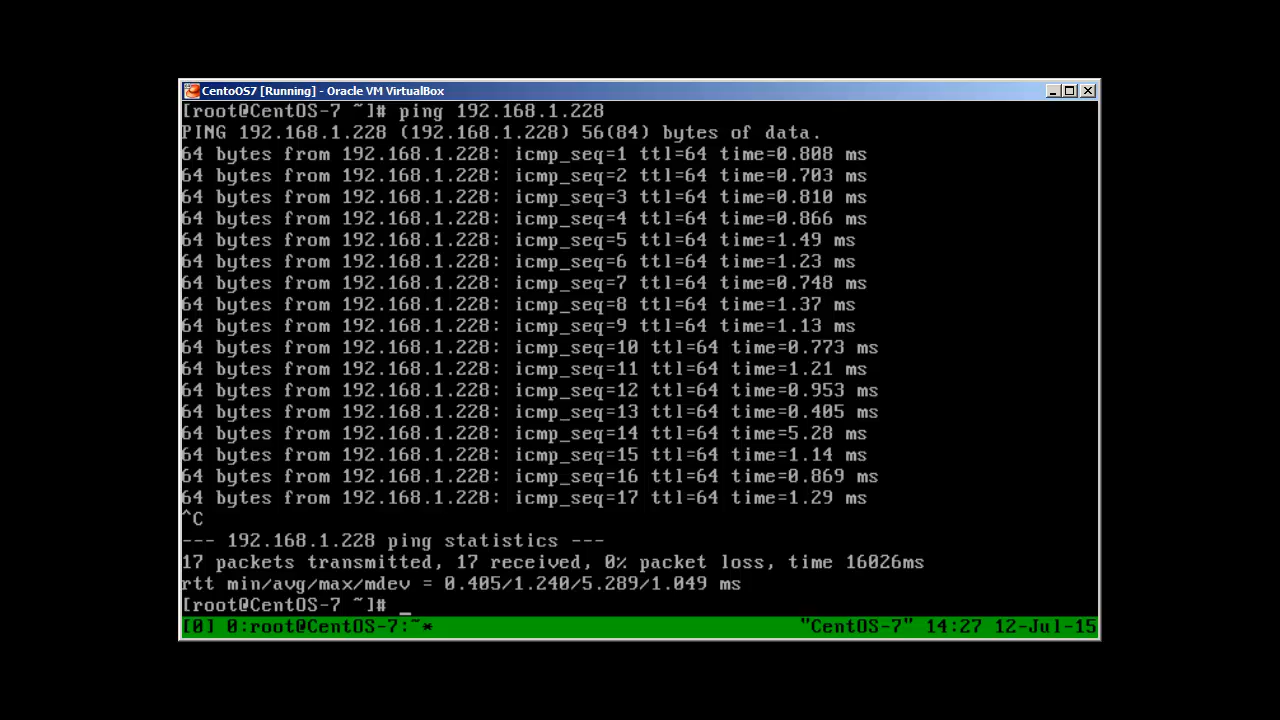 CentoOS7 [Running] - Oracle VM VirtualBox
[root@CentOS-7 ~]# ping 192.168.1.228
PING 192.168.1.228 (192.168.1.228) 56(84) bytes of data.
64 bytes from 192.168.1.228: icmp_seq=1 ttl=64 time=0.808 ms
64 bytes from 192.168.1.228: icmp_seq=2 ttl=64 time=0.703 ms
64 bytes from 192.168.1.228: icmp_seq=3 ttl=64 time=0.810 ms
64 bytes from 192.168.1.228: icmp_seq=4 ttl=64 time=0.866 ms
64 bytes from 192.168.1.228: icmp_seq=5 ttl=64 time=1.49 ms
64 bytes from 192.168.1.228: icmp_seq=6 ttl=64 time=1.23 ms
64 bytes from 192.168.1.228: icmp_seq=7 ttl=64 time=0.748 ms
64 bytes from 192.168.1.228: icmp_seq=8 ttl=64 time=1.37 ms
64 bytes from 192.168.1.228: icmp_seq=9 ttl=64 time=1.13 ms
64 bytes from 192.168.1.228: icmp_seq=10 ttl=64 time=0.773 ms
64 bytes from 192.168.1.228: icmp_seq=11 ttl=64 time=1.21 ms
64 bytes from 192.168.1.228: icmp_seq=12 ttl=64 time=0.953 ms
64 bytes from 192.168.1.228: icmp_seq=13 ttl=64 time=0.405 ms
64 bytes from 192.168.1.228: icmp_seq=14 ttl=64 time=5.28 ms
64 bytes from 192.168.1.228: icmp_seq=15 ttl=64 time=1.14 ms
64 bytes from 192.168.1.228: icmp_seq=16 ttl=64 time=0.869 ms
64 bytes from 192.168.1.228: icmp_seq=17 ttl=64 time=1.29 ms
^C
--- 192.168.1.228 ping statistics ---
17 packets transmitted, 17 received, 0% packet loss, time 16026ms
rtt min/avg/max/mdev = 0.405/1.240/5.289/1.049 ms
[root@CentOS-7 ~]# _
[0] 0:root@CentOS-7:~* "CentOS-7" 14:27 12-Jul-15